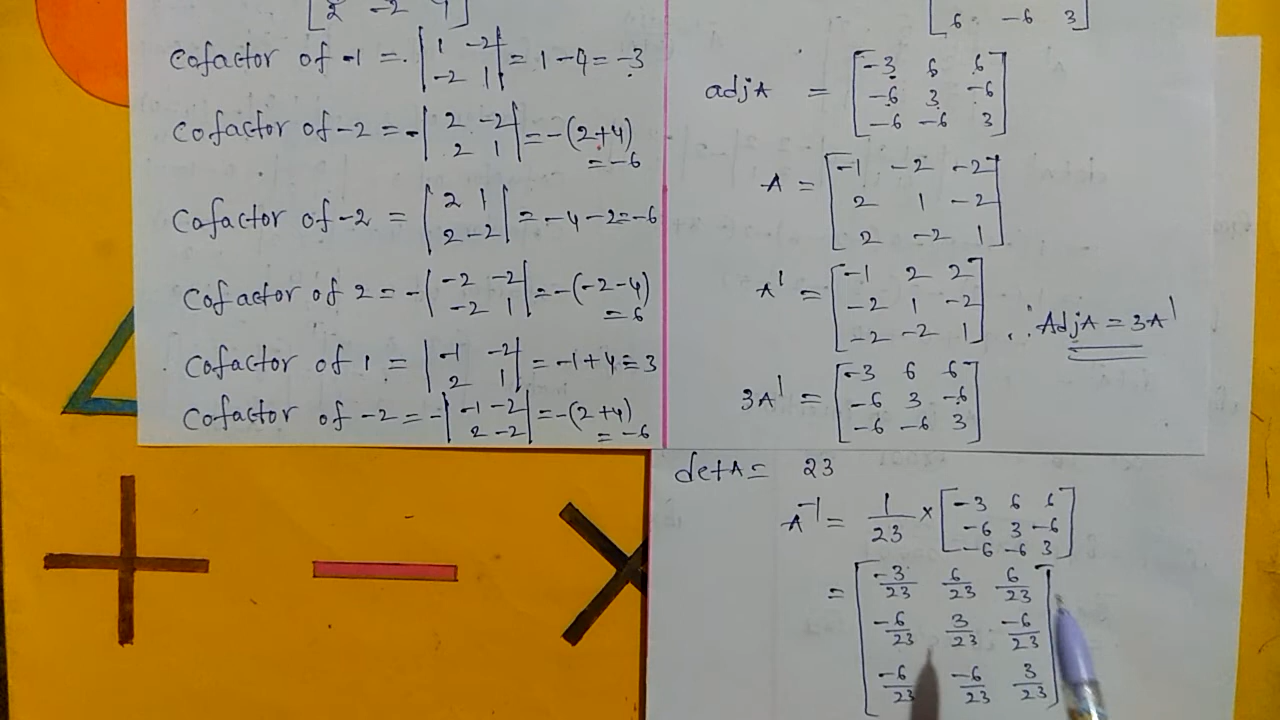 2 -2 1
Cofactor of -1 = . | 1 -2 | = 1 - 4 = -3
| -2 1 |
Cofactor of -2 = - | 2 -2 | = -(2+4)
| 2 1 | = -6
Cofactor of -2 = | 2 1 | = -4 -2 = -6
| 2 -2 |
Cofactor of 2 = - | -2 -2 | = -(-2-4)
| -2 1 | = 6
Cofactor of 1 = | -1 -2 | = -1+4 = 3
| 2 1 |
Cofactor of -2 = - | -1 -2 | = -(2+4)
| 2 -2 | = -6
6 -6 3
adjA = [ -3 6 6
-6 3 -6
-6 -6 3 ]
A = [ -1 -2 -2
2 1 -2
2 -2 1 ]
A' = [ -1 2 2
-2 1 -2
-2 -2 1 ]
∴ AdjA = 3A'
3A' = [ -3 6 6
-6 3 -6
-6 -6 3 ]
detA = 23
A⁻¹ = 1/23 × [ -3 6 6
-6 3 -6
-6 -6 3 ]
= [ -3/23 6/23 6/23
-6/23 3/23 -6/23
-6/23 -6/23 3/23 ]